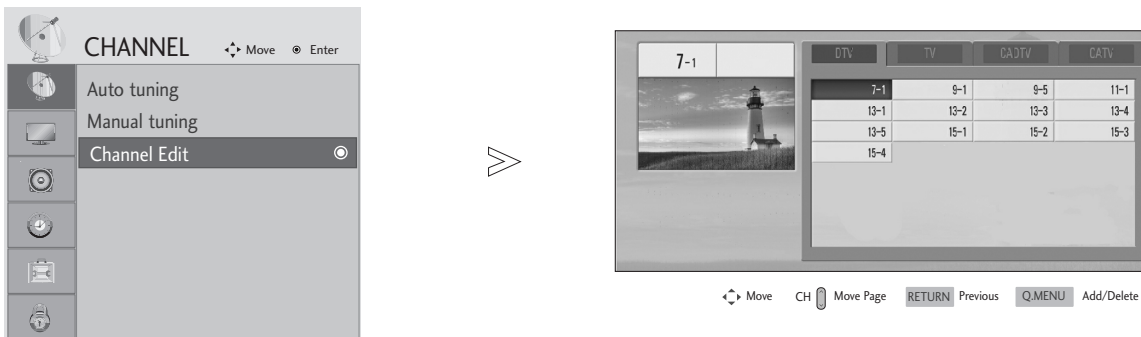 CHANNEL Move Enter
Auto tuning
Manual tuning
Channel Edit
7-1
DTV TV CADTV CATV
7-1 9-1 9-5 11-1
13-1 13-2 13-3 13-4
13-5 15-1 15-2 15-3
15-4
Move CH Move Page RETURN Previous Q.MENU Add/Delete